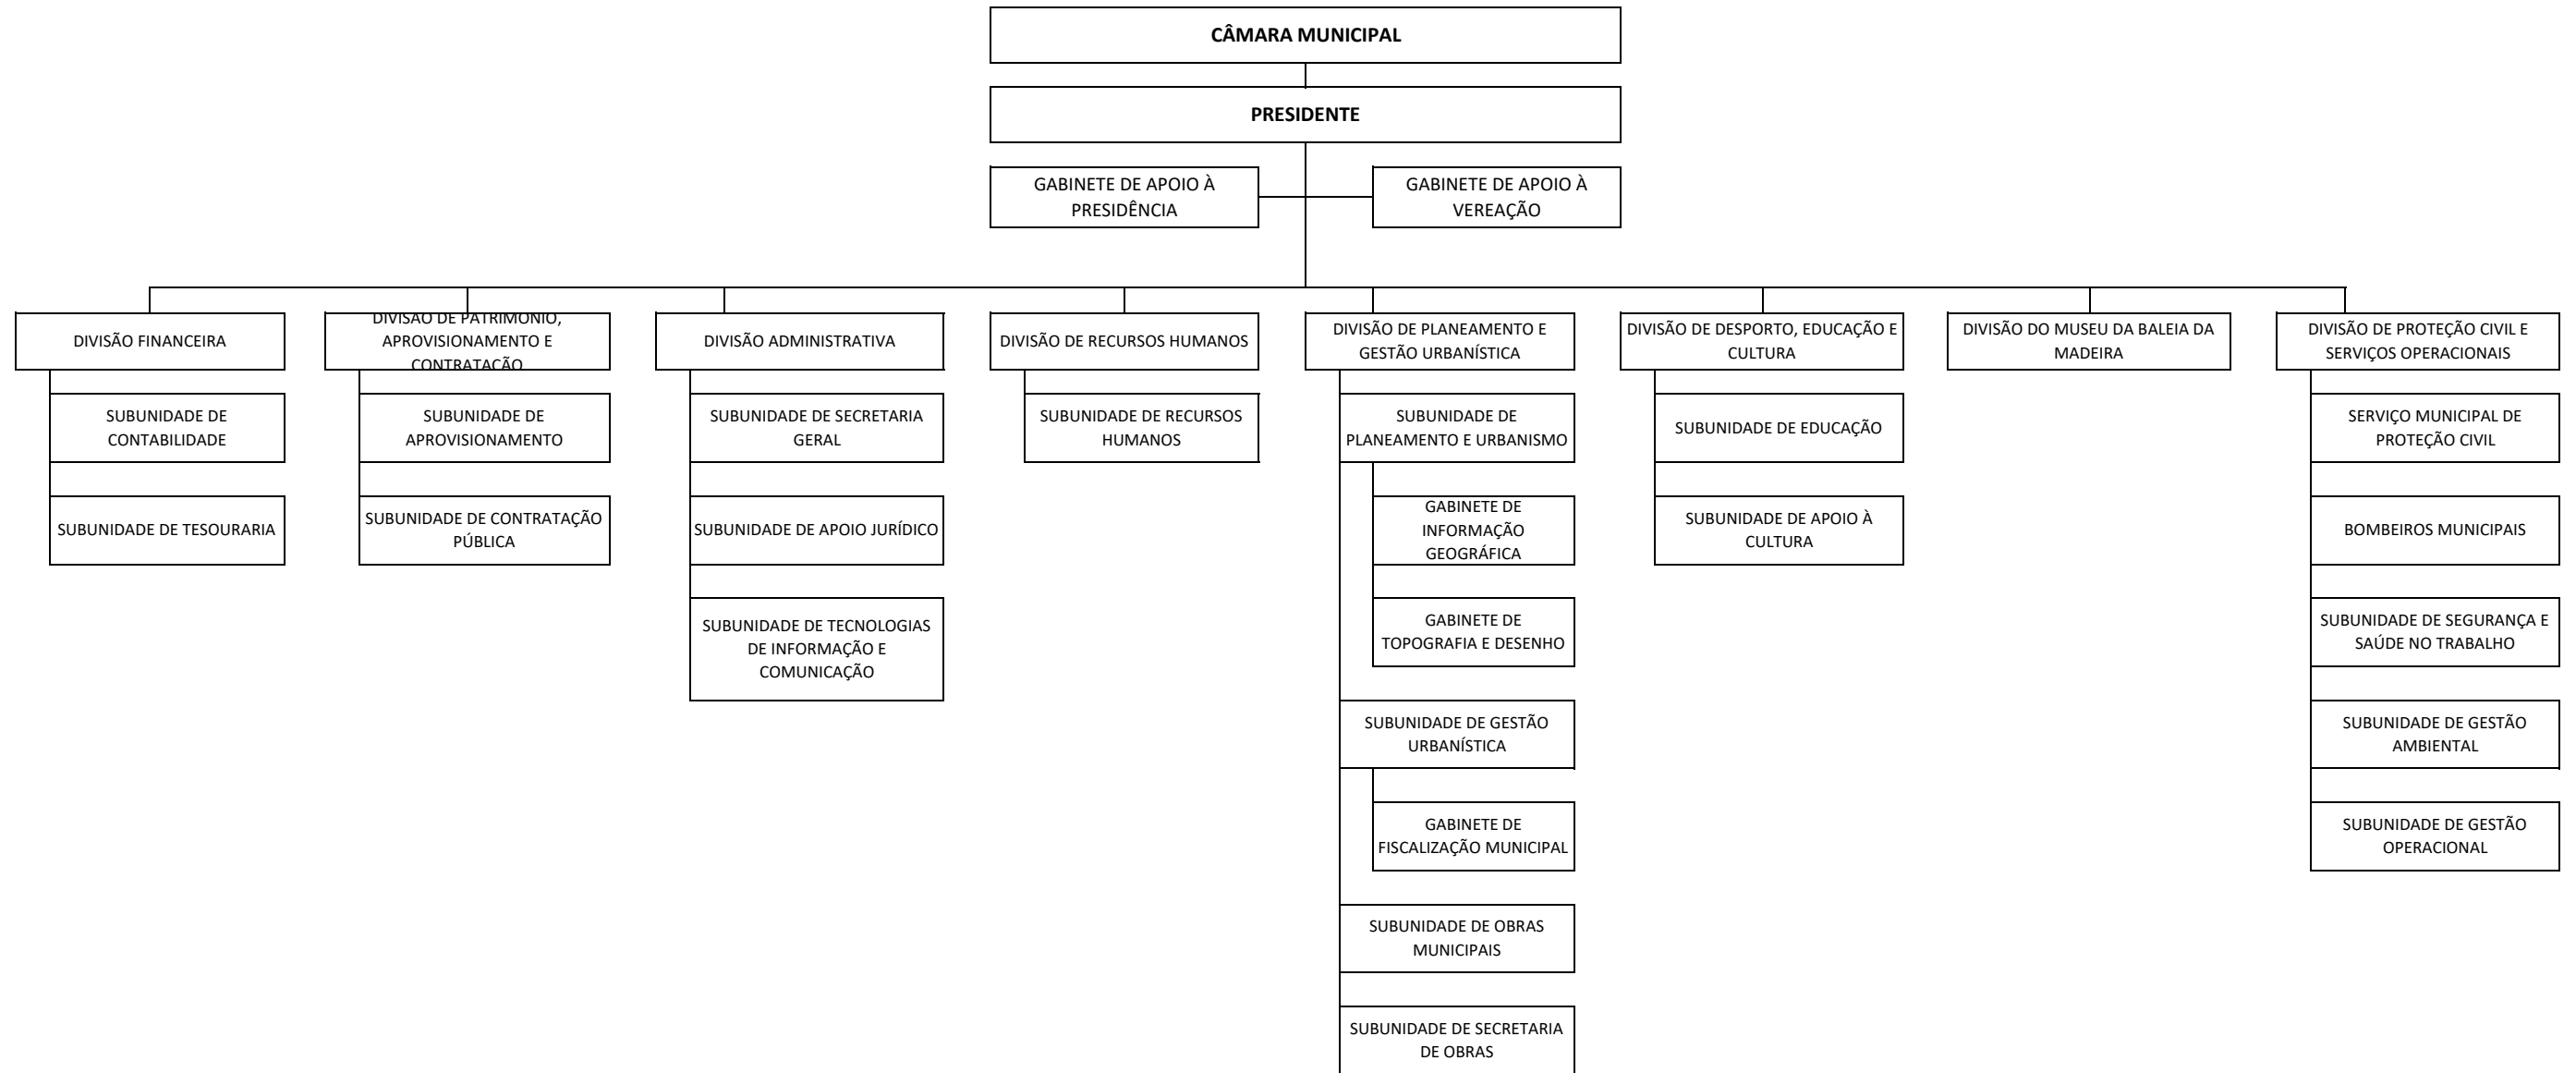 CÂMARA MUNICIPAL
PRESIDENTE
GABINETE DE APOIO À
PRESIDÊNCIA
GABINETE DE APOIO À
VEREAÇÃO
DIVISÃO FINANCEIRA
SUBUNIDADE DE
CONTABILIDADE
SUBUNIDADE DE TESOURARIA
DIVISÃO DE PATRIMÓNIO,
APROVISIONAMENTO E
CONTRATAÇÃO
SUBUNIDADE DE
APROVISIONAMENTO
SUBUNIDADE DE CONTRATAÇÃO
PÚBLICA
DIVISÃO ADMINISTRATIVA
SUBUNIDADE DE SECRETARIA
GERAL
SUBUNIDADE DE APOIO JURÍDICO
SUBUNIDADE DE TECNOLOGIAS
DE INFORMAÇÃO E
COMUNICAÇÃO
DIVISÃO DE RECURSOS HUMANOS
SUBUNIDADE DE RECURSOS
HUMANOS
DIVISÃO DE PLANEAMENTO E
GESTÃO URBANÍSTICA
SUBUNIDADE DE
PLANEAMENTO E URBANISMO
GABINETE DE
INFORMAÇÃO
GEOGRÁFICA
GABINETE DE
TOPOGRAFIA E DESENHO
SUBUNIDADE DE GESTÃO
URBANÍSTICA
GABINETE DE
FISCALIZAÇÃO MUNICIPAL
SUBUNIDADE DE OBRAS
MUNICIPAIS
SUBUNIDADE DE SECRETARIA
DE OBRAS
DIVISÃO DE DESPORTO, EDUCAÇÃO E
CULTURA
SUBUNIDADE DE EDUCAÇÃO
SUBUNIDADE DE APOIO À
CULTURA
DIVISÃO DO MUSEU DA BALEIA DA
MADEIRA
DIVISÃO DE PROTEÇÃO CIVIL E
SERVIÇOS OPERACIONAIS
SERVIÇO MUNICIPAL DE
PROTEÇÃO CIVIL
BOMBEIROS MUNICIPAIS
SUBUNIDADE DE SEGURANÇA E
SAÚDE NO TRABALHO
SUBUNIDADE DE GESTÃO
AMBIENTAL
SUBUNIDADE DE GESTÃO
OPERACIONAL